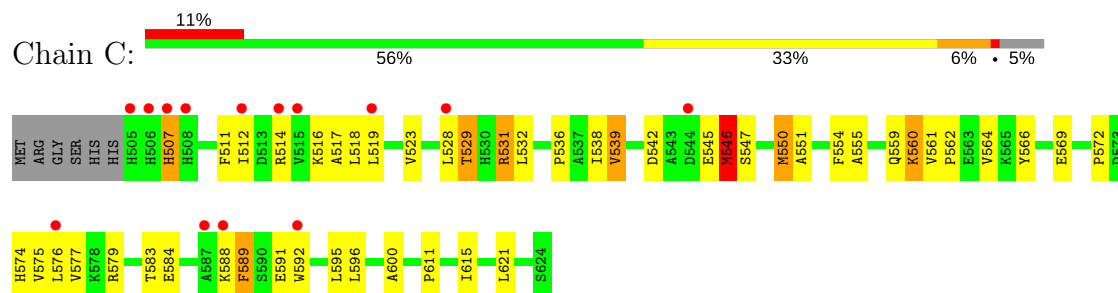 11%
Chain C:
56% 33% 6% • 5%
MET ARG GLY SER HIS HIS H505 H506 H507 H508 F511 I512 D513 R514 V515 K516 A517 L518 L519 V523 L528 T529 H530 R531 L532 P536 A537 I538 V539 D542 A543 D544 E545 M546 S547 M550 A551 F554 A555 Q559 K560 V561 P562 E563 V564 K565 Y566 E569 P572 D573
H574 V575 L576 V577 K578 R579 T583 E584 A587 K588 F589 S590 E591 W592 L595 L596 A600 P611 I615 L621 S624